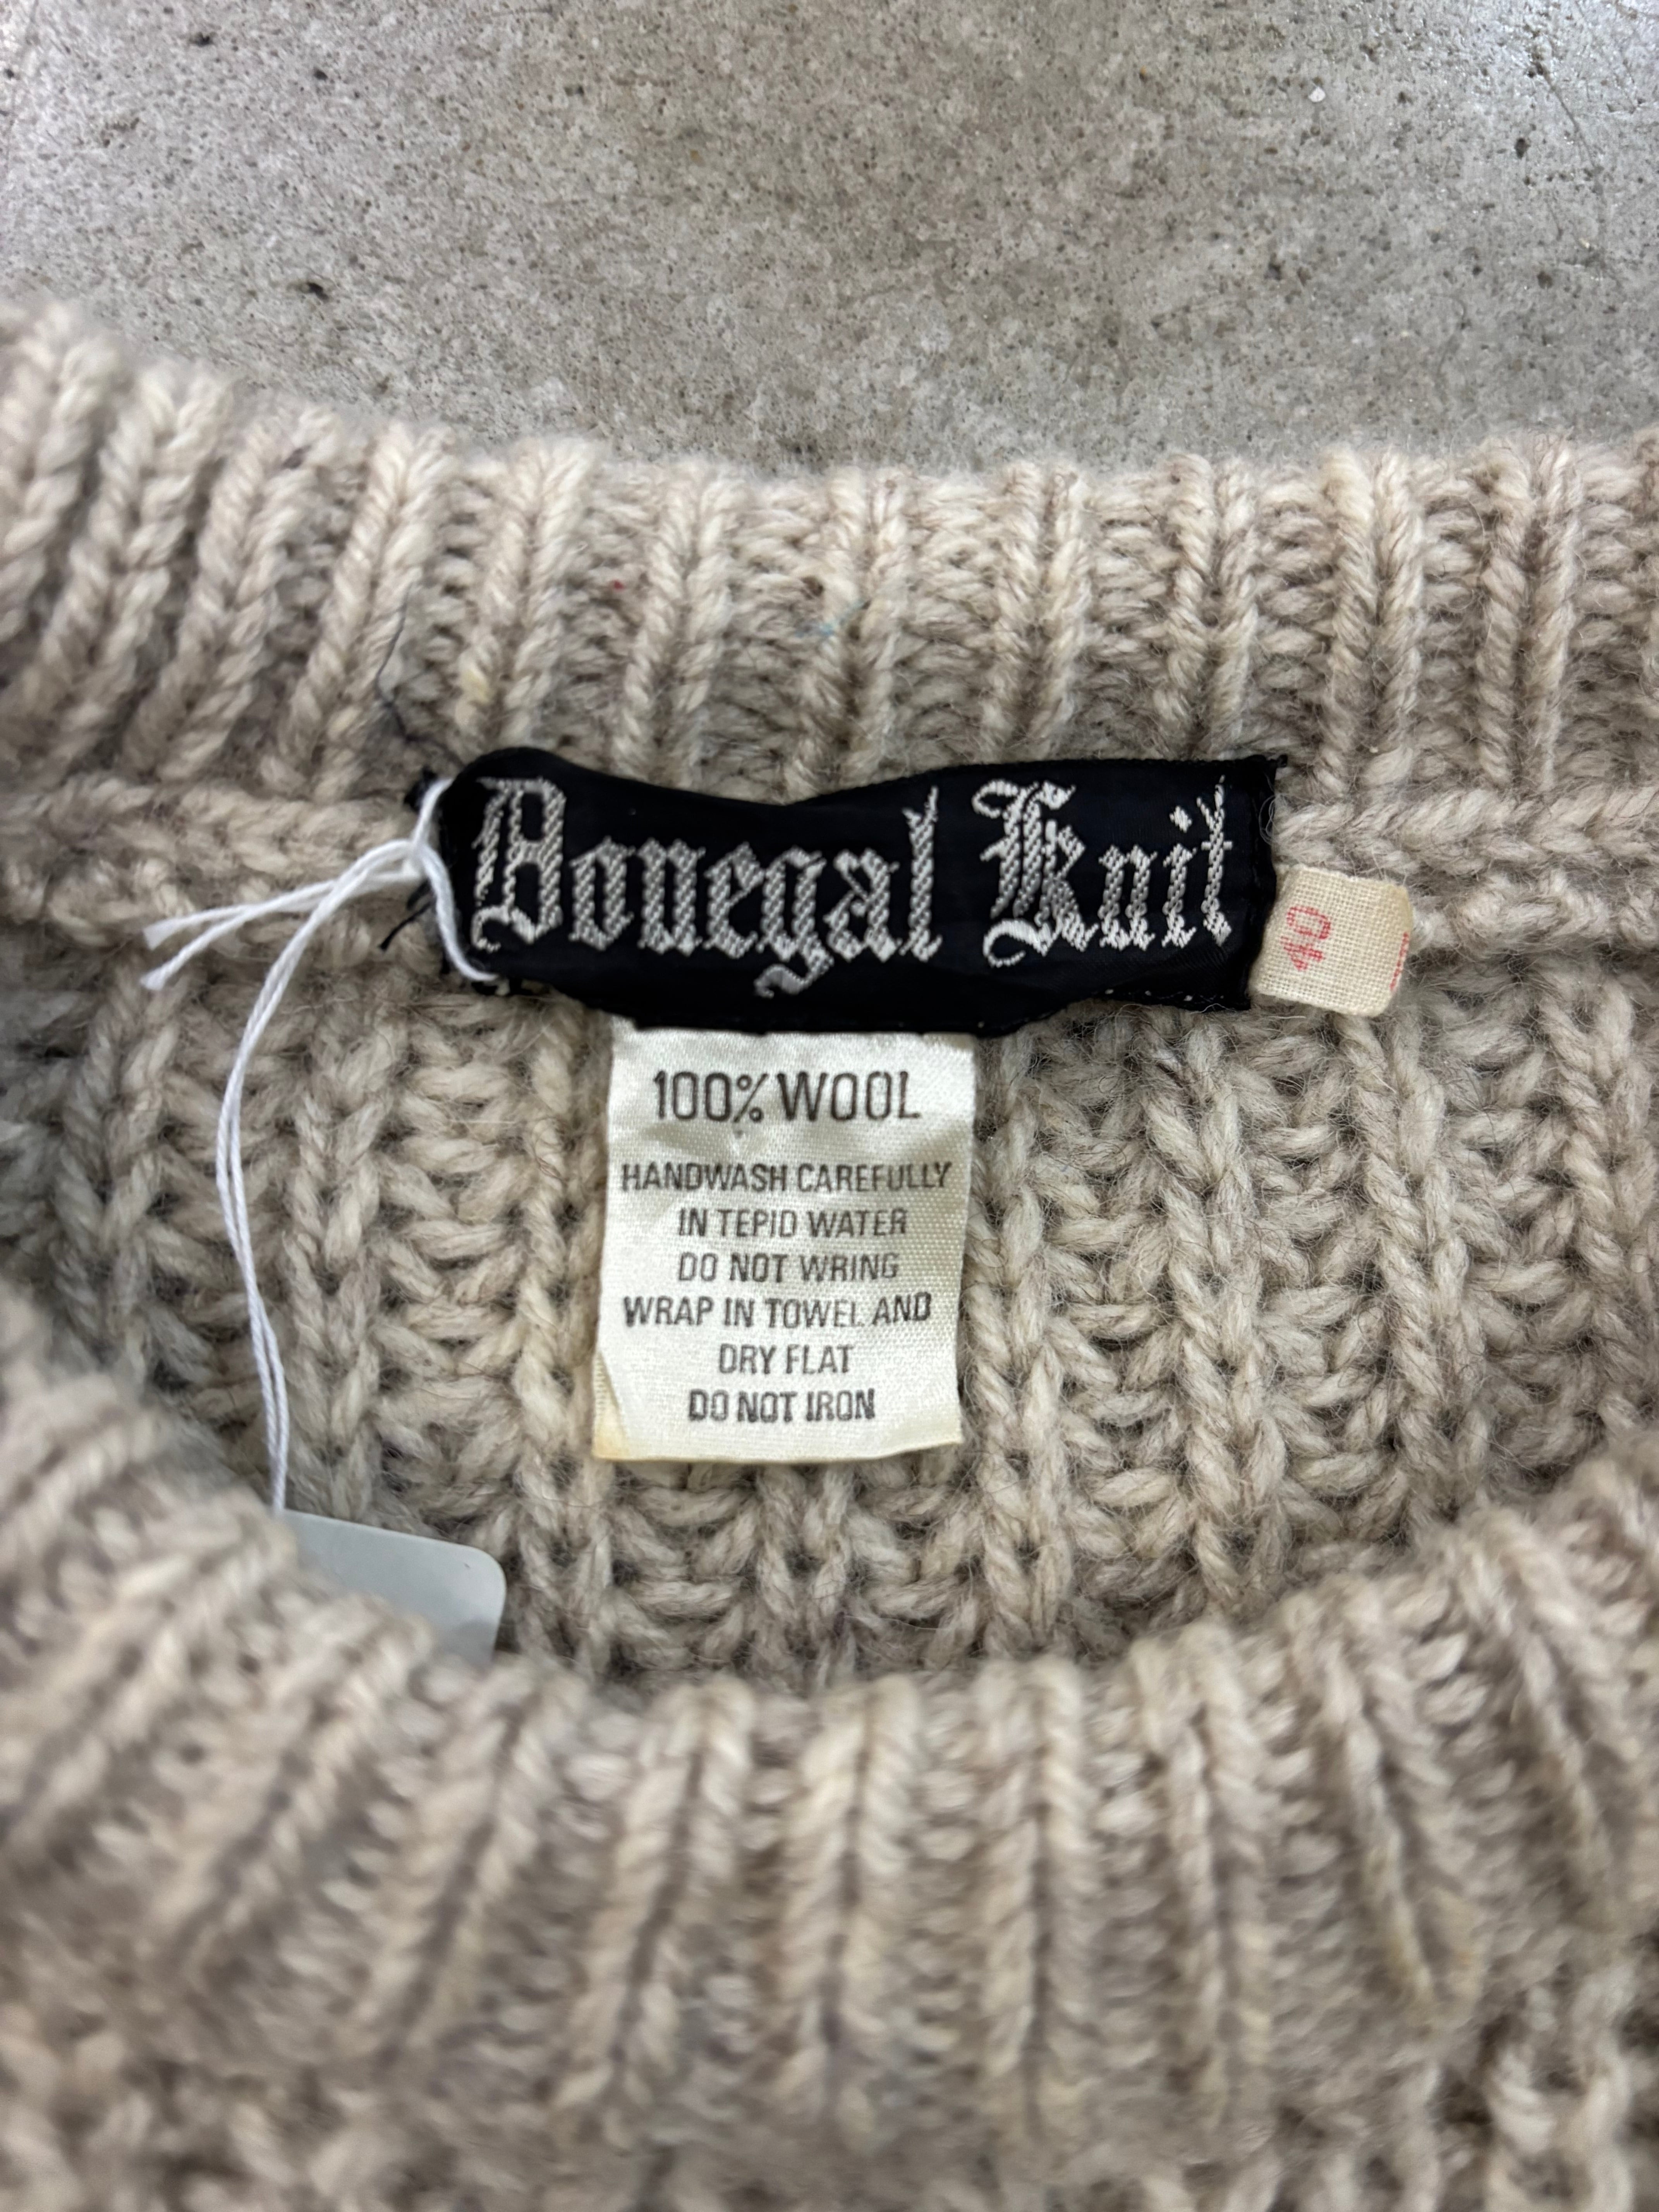 Donegal Knit
40
100% WOOL
HANDWASH CAREFULLY
IN TEPID WATER
DO NOT WRING
WRAP IN TOWEL AND
DRY FLAT
DO NOT IRON